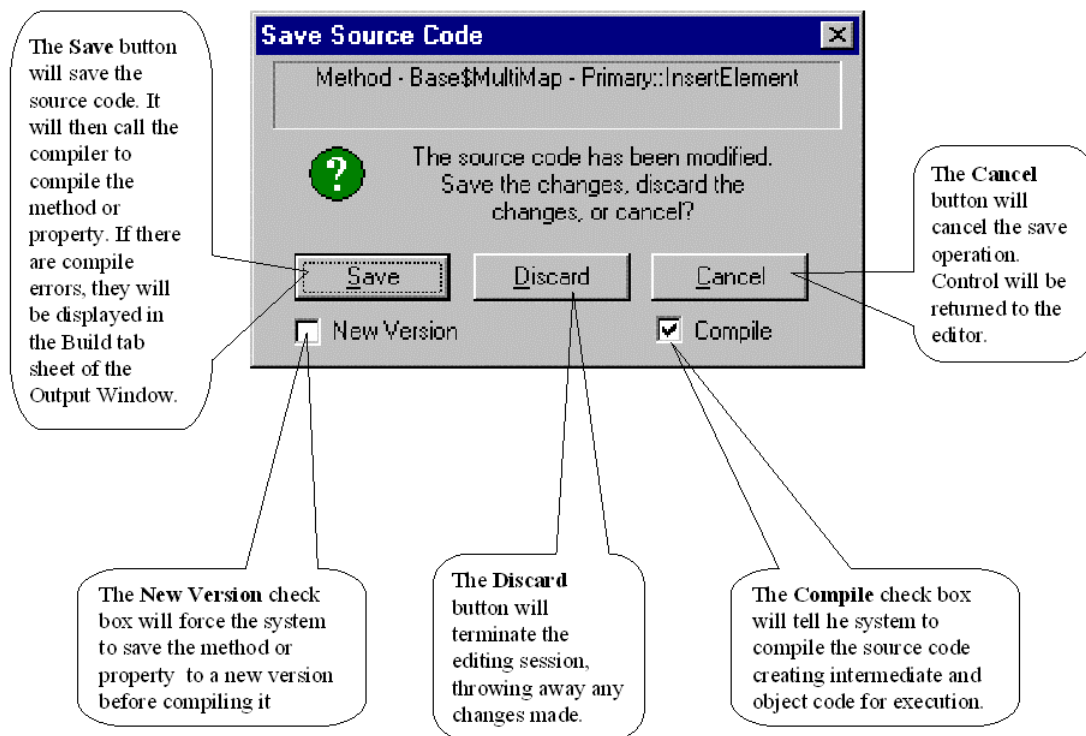 The Save button
will save the
source code. It
will then call the
compiler to
compile the
method or
property. If there
are compile
errors, they will
be displayed in
the Build tab
sheet of the
Output Window.
Save Source Code
Method - Base$MultiMap - Primary::InsertElement
?
The source code has been modified.
Save the changes, discard the
changes, or cancel?
Save
Discard
Cancel
New Version
Compile
The Cancel
button will
cancel the save
operation.
Control will be
returned to the
editor.
The New Version check
box will force the system
to save the method or
property to a new version
before compiling it
The Discard
button will
terminate the
editing session,
throwing away any
changes made.
The Compile check box
will tell he system to
compile the source code
creating intermediate and
object code for execution.